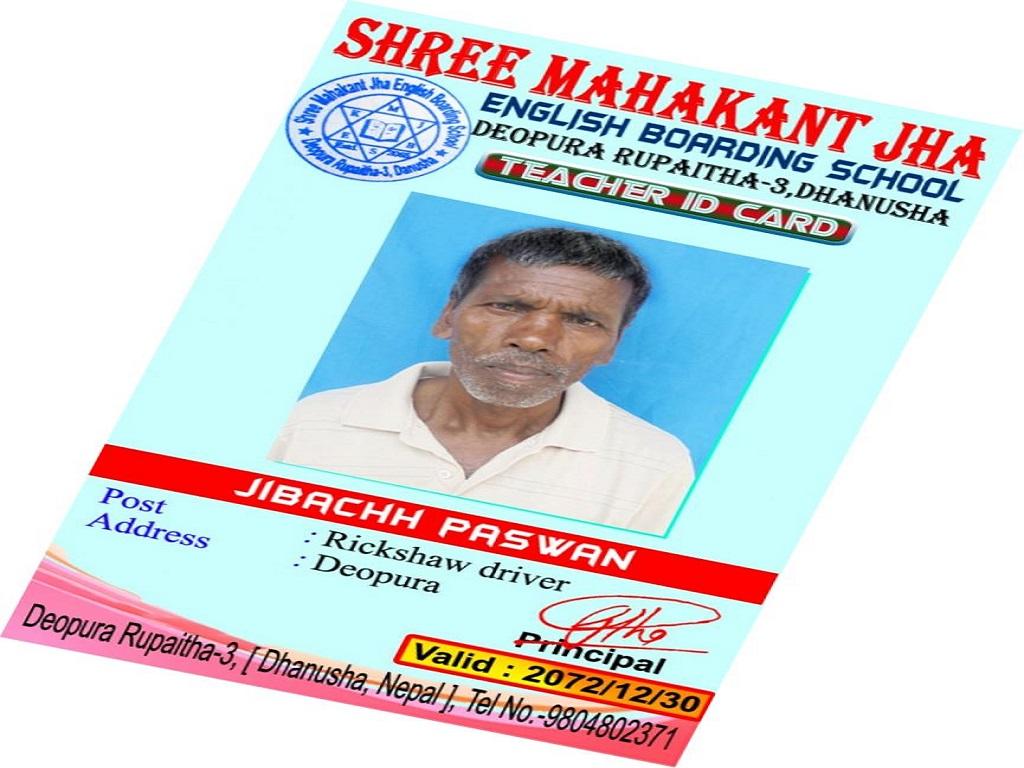 SHREE MAHAKANT JHA
ENGLISH BOARDING SCHOOL
DEOPURA RUPAITHA-3,DHANUSHA
TEACHER ID CARD
Shree Mahakant Jha English Boarding School
K M J
E B
Estd. S
Deopura Rupaitha-3, Danusha
JIBACHH PASWAN
Post : Rickshaw driver
Address : Deopura
Principal
Valid : 2072/12/30
Deopura Rupaitha-3, [ Dhanusha, Nepal ], Tel No.-9804802371